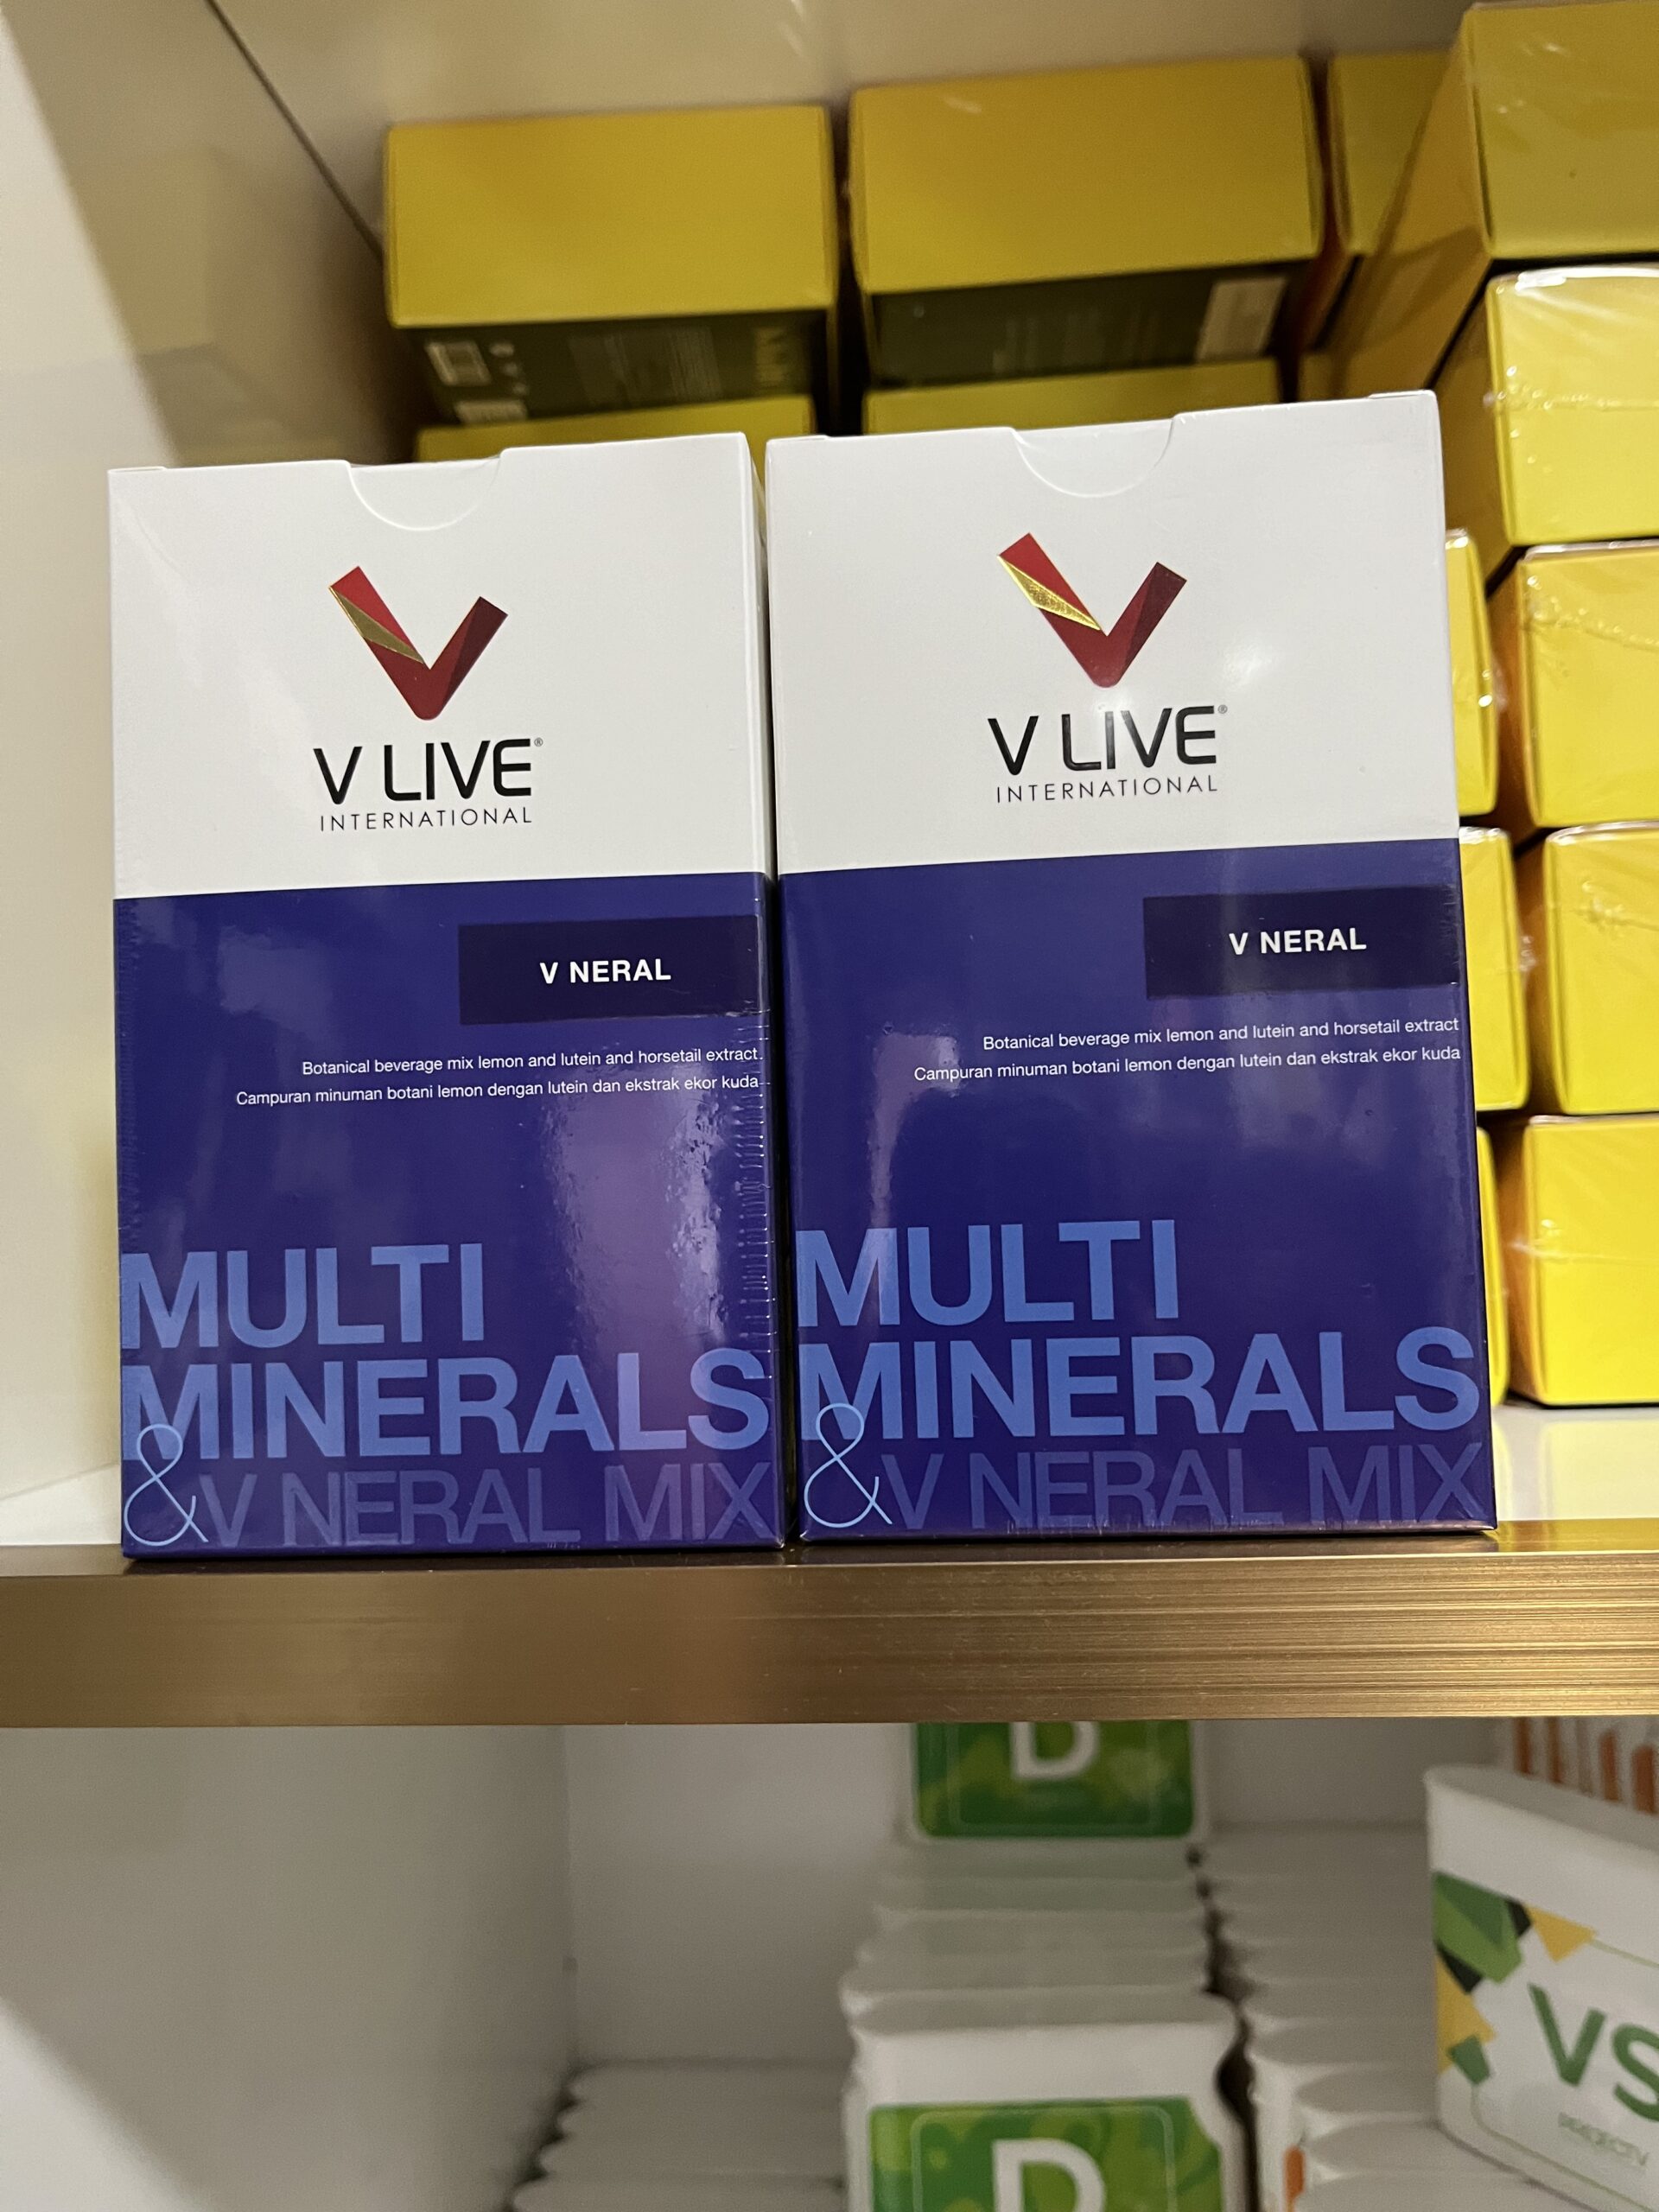 V LIVE®
INTERNATIONAL
V NERAL
Botanical beverage mix lemon and lutein and horsetail extract
Campuran minuman botani lemon dengan lutein dan ekstrak ekor kuda
MULTI
MINERALS
& V NERAL MIX
V LIVE®
INTERNATIONAL
V NERAL
Botanical beverage mix lemon and lutein and horsetail extract
Campuran minuman botani lemon dengan lutein dan ekstrak ekor kuda
MULTI
MINERALS
& V NERAL MIX
D
VS
D